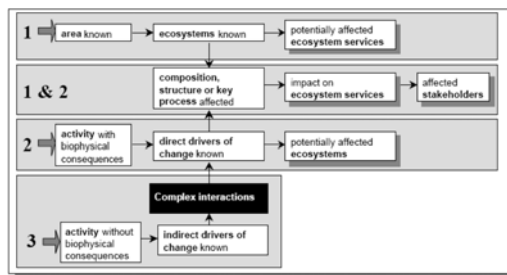 1
area known
ecosystems known
potentially affected
ecosystem services
1 & 2
composition,
structure or key
process affected
impact on
ecosystem services
affected
stakeholders
2
activity with
biophysical
consequences
direct drivers of
change known
potentially affected
ecosystems
Complex interactions
3
activity without
biophysical
consequences
indirect drivers of
change known